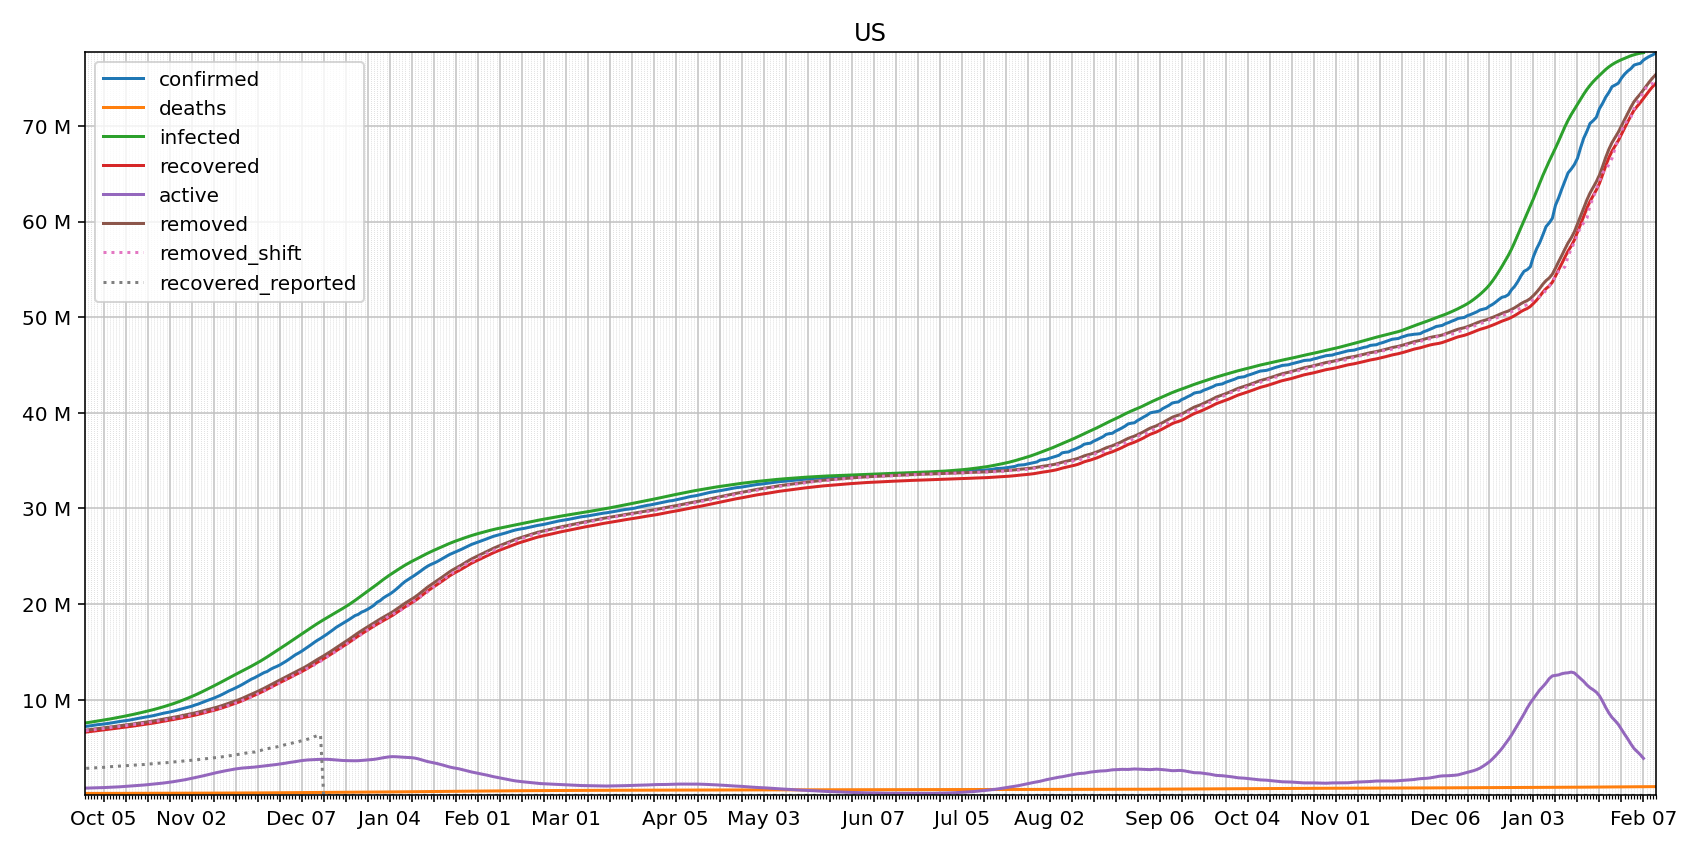 US
confirmed
deaths
infected
recovered
active
removed
removed_shift
recovered_reported
70 M
60 M
50 M
40 M
30 M
20 M
10 M
Oct 05 Nov 02 Dec 07 Jan 04 Feb 01 Mar 01 Apr 05 May 03 Jun 07 Jul 05 Aug 02 Sep 06 Oct 04 Nov 01 Dec 06 Jan 03 Feb 07